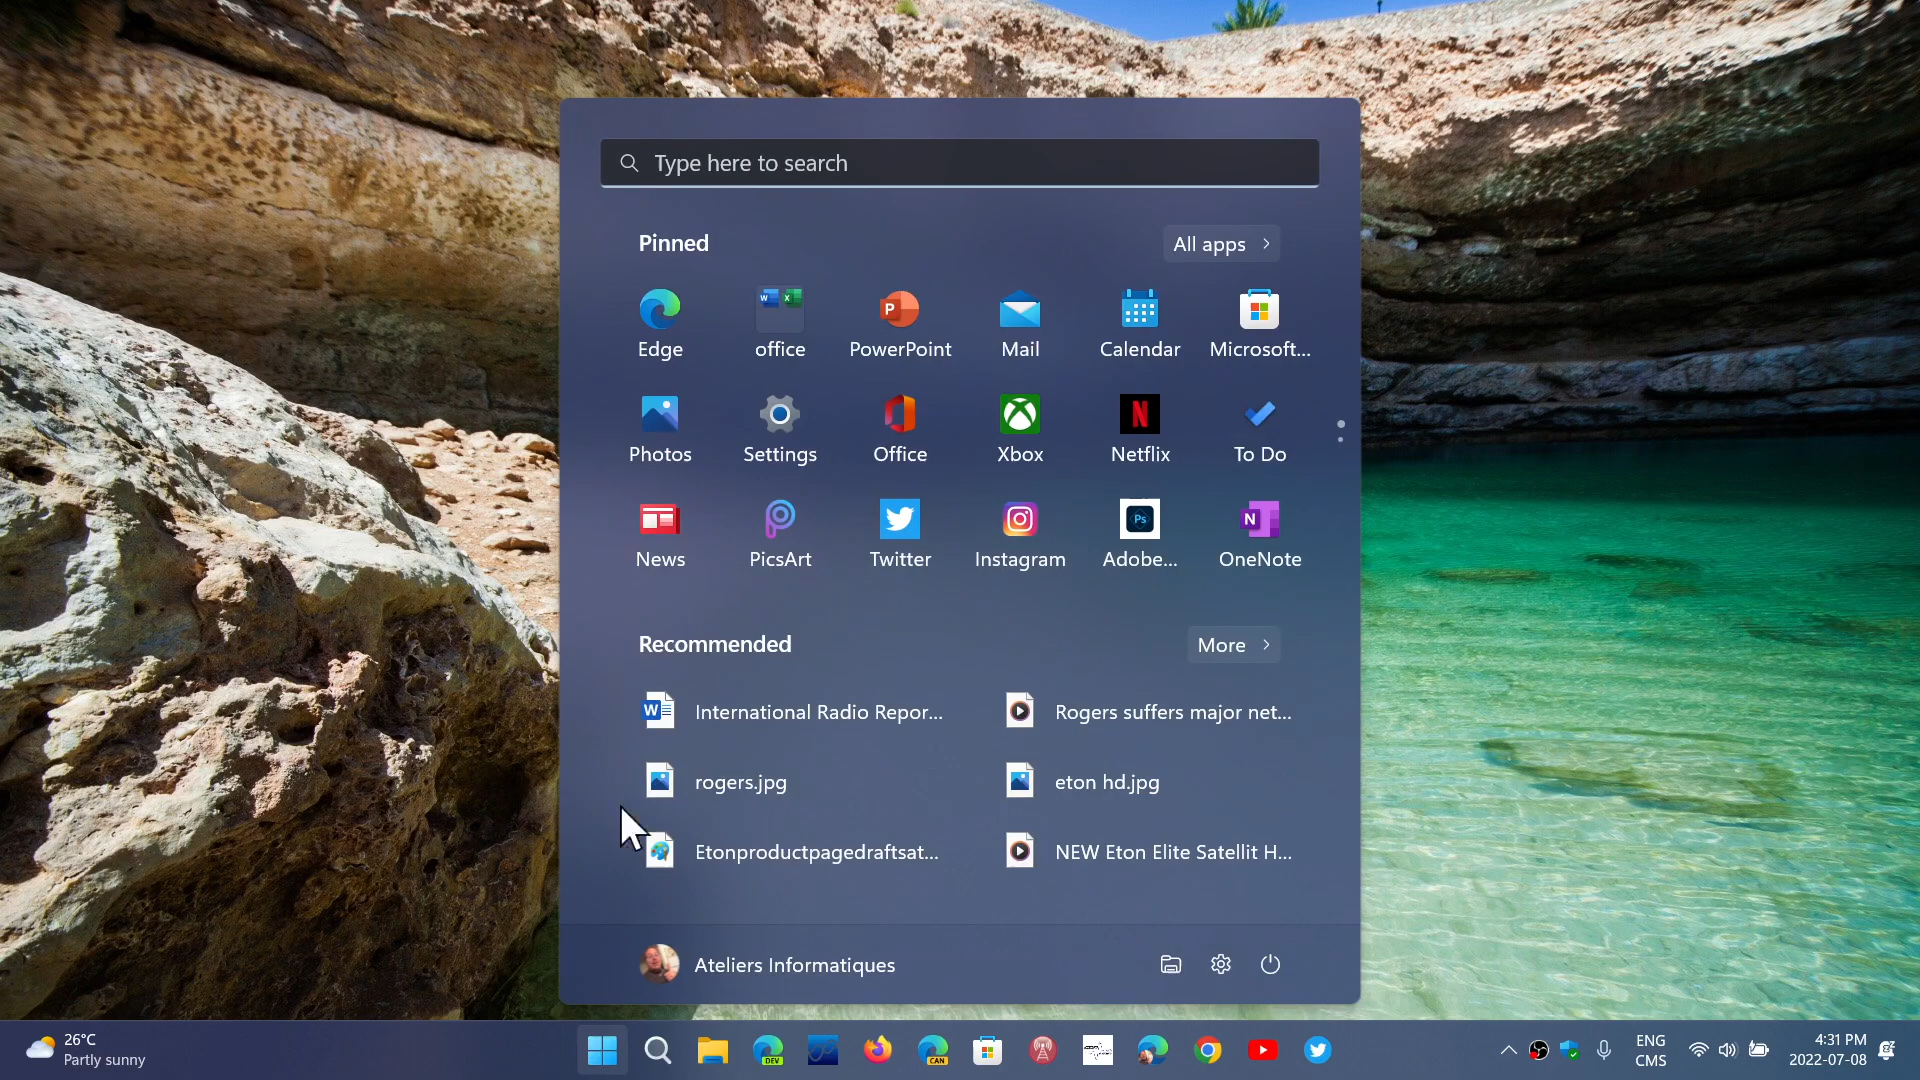 Type here to search
Pinned
All apps
Edge
office
PowerPoint
Mail
Calendar
Microsoft...
Photos
Settings
Office
Xbox
Netflix
To Do
News
PicsArt
Twitter
Instagram
Adobe...
OneNote
Recommended
More
International Radio Repor...
Rogers suffers major net...
rogers.jpg
eton hd.jpg
Etonproductpagedraftsat...
NEW Eton Elite Satellit H...
Ateliers Informatiques
26°C
Partly sunny
DEV
CAN
ENG
CMS
4:31 PM
2022-07-08